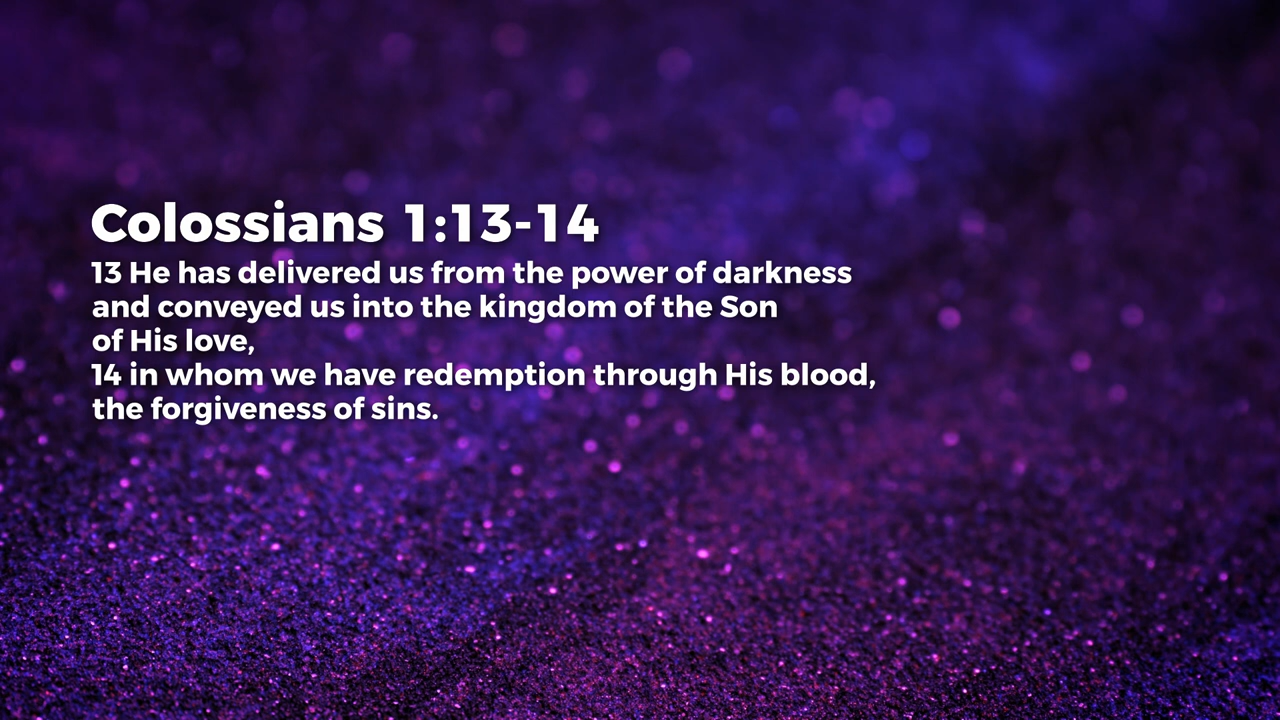 Colossians 1:13-14
13 He has delivered us from the power of darkness
and conveyed us into the kingdom of the Son
of His love,
14 in whom we have redemption through His blood,
the forgiveness of sins.